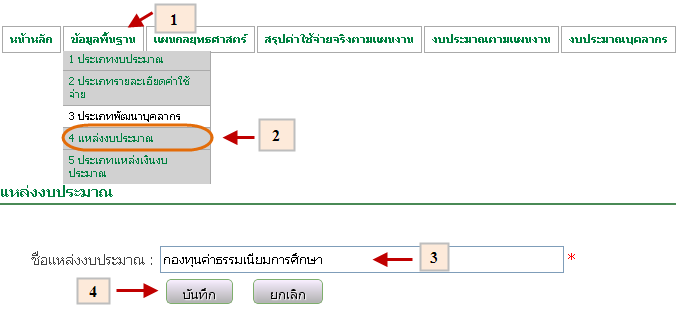 1
หน้าหลัก ข้อมูลพื้นฐาน แผนกลยุทธศาสตร์ สรุปค่าใช้จ่ายจริงตามแผนงาน งบประมาณตามแผนงาน งบประมาณบุคลากร
1 ประเภทงบประมาณ
2 ประเภทรายละเอียดค่าใช้
จ่าย
3 ประเภทพัฒนาบุคลากร
4 แหล่งงบประมาณ
2
5 ประเภทแหล่งเงินงบ
ประมาณ
แหล่งงบประมาณ
ชื่อแหล่งงบประมาณ : กองทุนค่าธรรมเนียมการศึกษา 3 *
4 บันทึก ยกเลิก